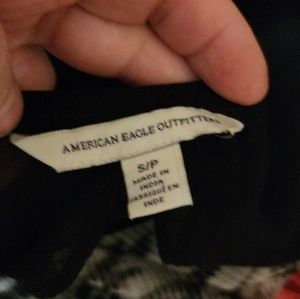 AMERICAN EAGLE OUTFITTERS
S/P
MADE IN
INDIA
FABRIQUÉ EN
INDE